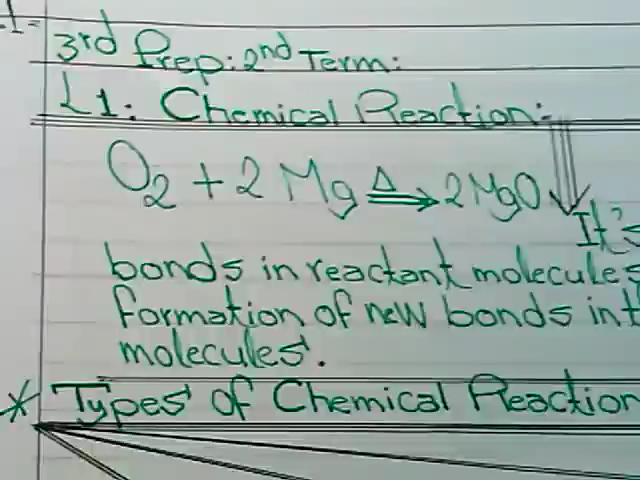 3rd Prep: 2nd Term:
L1: Chemical Reaction:
O2 + 2 Mg Δ⟹ 2MgO
It's
bonds in reactant molecules
formation of new bonds in
molecules.
* Types of Chemical Reaction